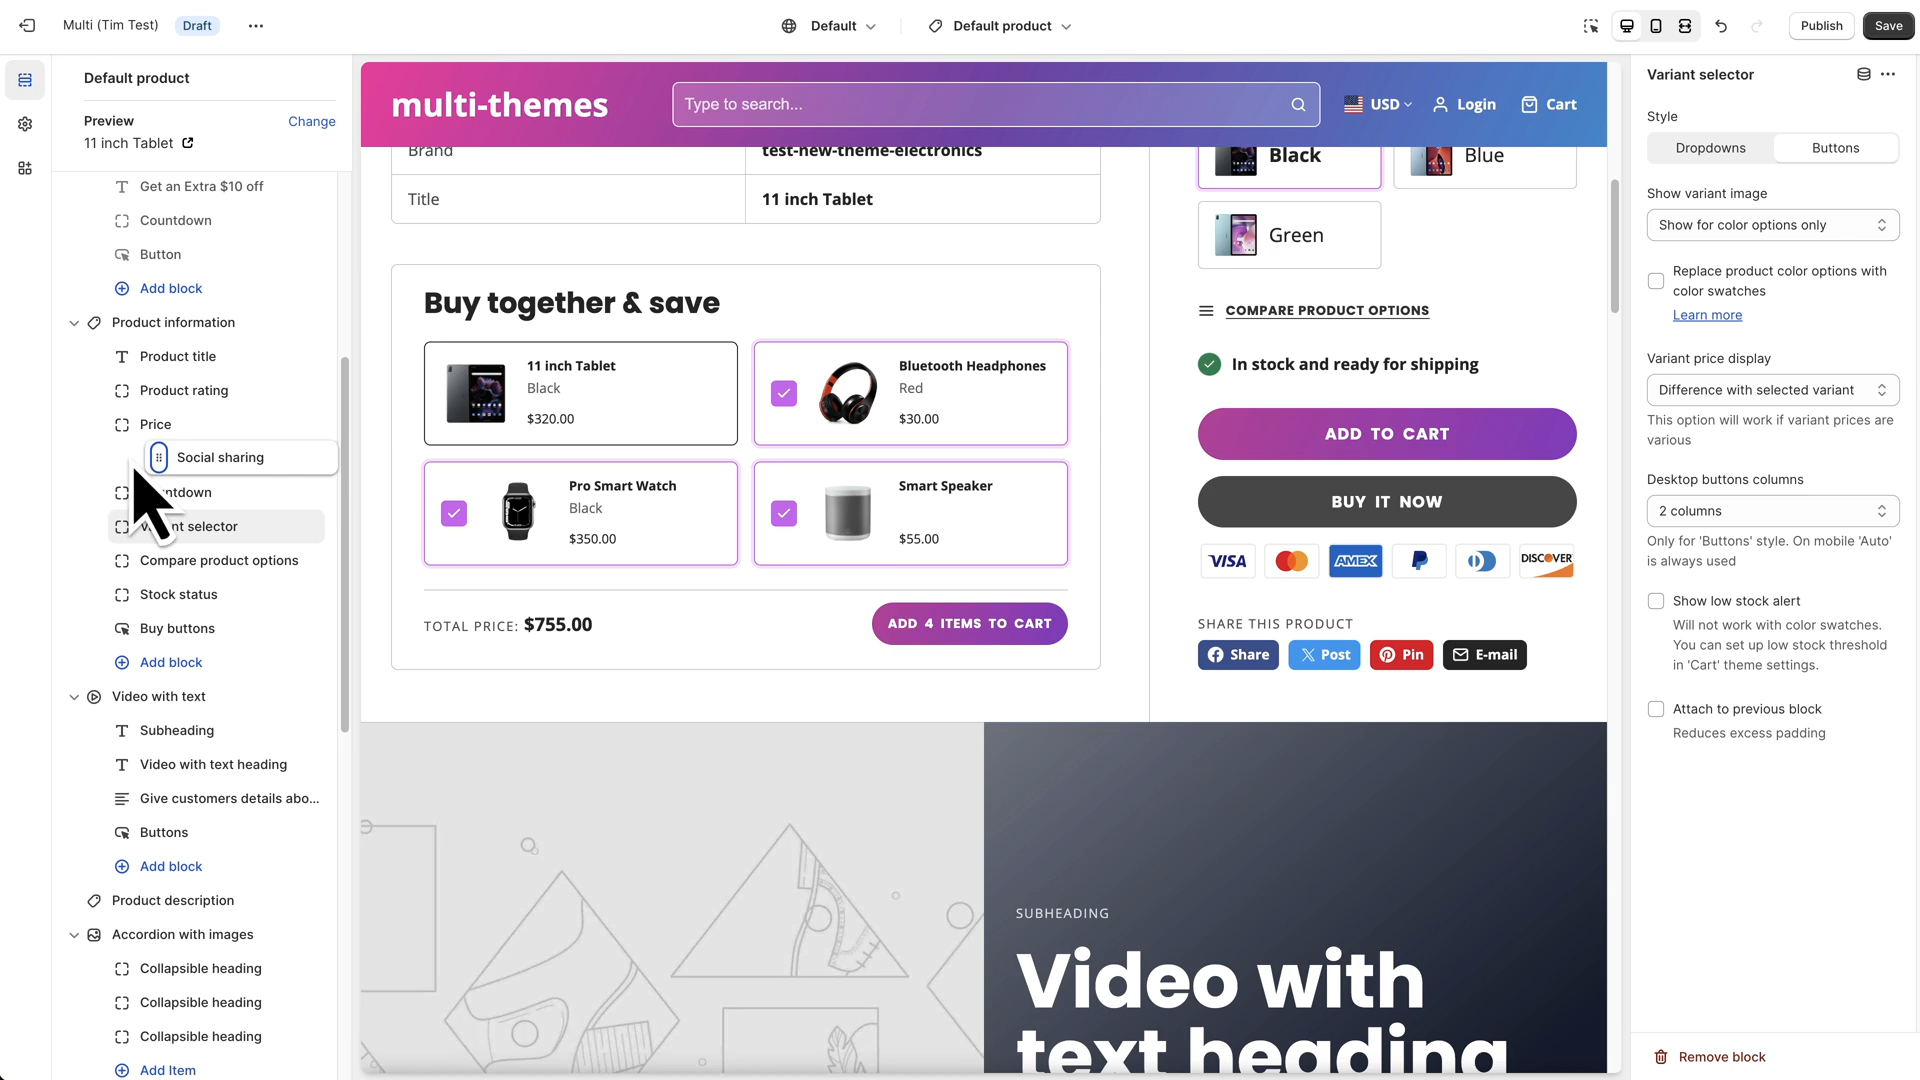 Multi (Tim Test)
Draft
Default
Default product
Publish
Save
Default product
Preview
Change
11 inch Tablet
Get an Extra $10 off
Countdown
Button
Add block
Product information
Product title
Product rating
Price
Social sharing
ntdown
nt selector
Compare product options
Stock status
Buy buttons
Add block
Video with text
Subheading
Video with text heading
Give customers details abo...
Buttons
Add block
Product description
Accordion with images
Collapsible heading
Collapsible heading
Collapsible heading
Add Item
multi-themes
Type to search...
USD
Login
Cart
Brand
test-new-theme-electronics
Title
11 inch Tablet
Buy together & save
11 inch Tablet
Black
$320.00
Bluetooth Headphones
Red
$30.00
Pro Smart Watch
Black
$350.00
Smart Speaker
$55.00
TOTAL PRICE: $755.00
ADD 4 ITEMS TO CART
Black
Blue
Green
COMPARE PRODUCT OPTIONS
In stock and ready for shipping
ADD TO CART
BUY IT NOW
VISA
AMEX
DISCOVER
SHARE THIS PRODUCT
Share
Post
Pin
E-mail
SUBHEADING
Video with
text heading
Variant selector
Style
Dropdowns
Buttons
Show variant image
Show for color options only
Replace product color options with
color swatches
Learn more
Variant price display
Difference with selected variant
This option will work if variant prices are
various
Desktop buttons columns
2 columns
Only for 'Buttons' style. On mobile 'Auto'
is always used
Show low stock alert
Will not work with color swatches.
You can set up low stock threshold
in 'Cart' theme settings.
Attach to previous block
Reduces excess padding
Remove block